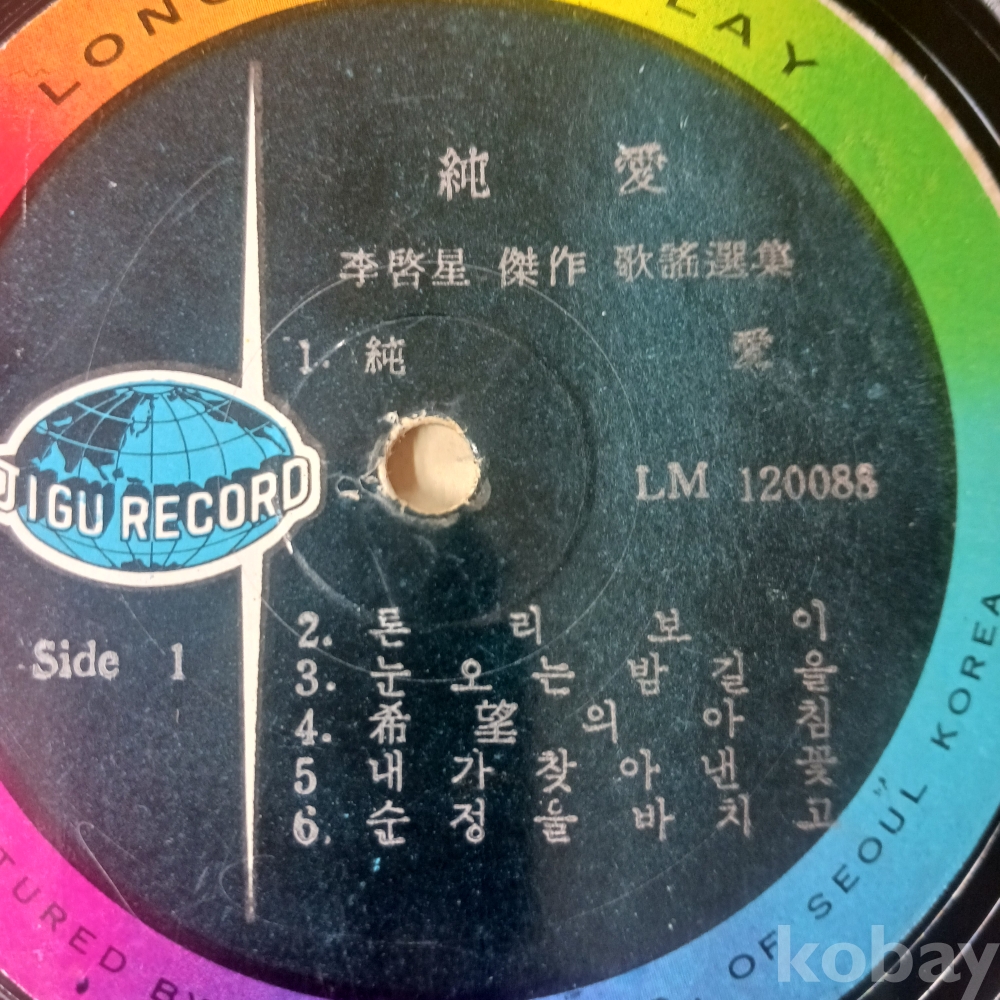 LONG PLAY
純愛
李啓星 傑作 歌謠選集
1. 純愛
JIGU RECORD
LM 120088
Side 1
2. 톤리보이
3. 눈오는밤길을
4. 希望의아침
5 내가찾아낸꽃
6. 순정을바치고
TURED BY
OF SEOUL KOREA
kobay